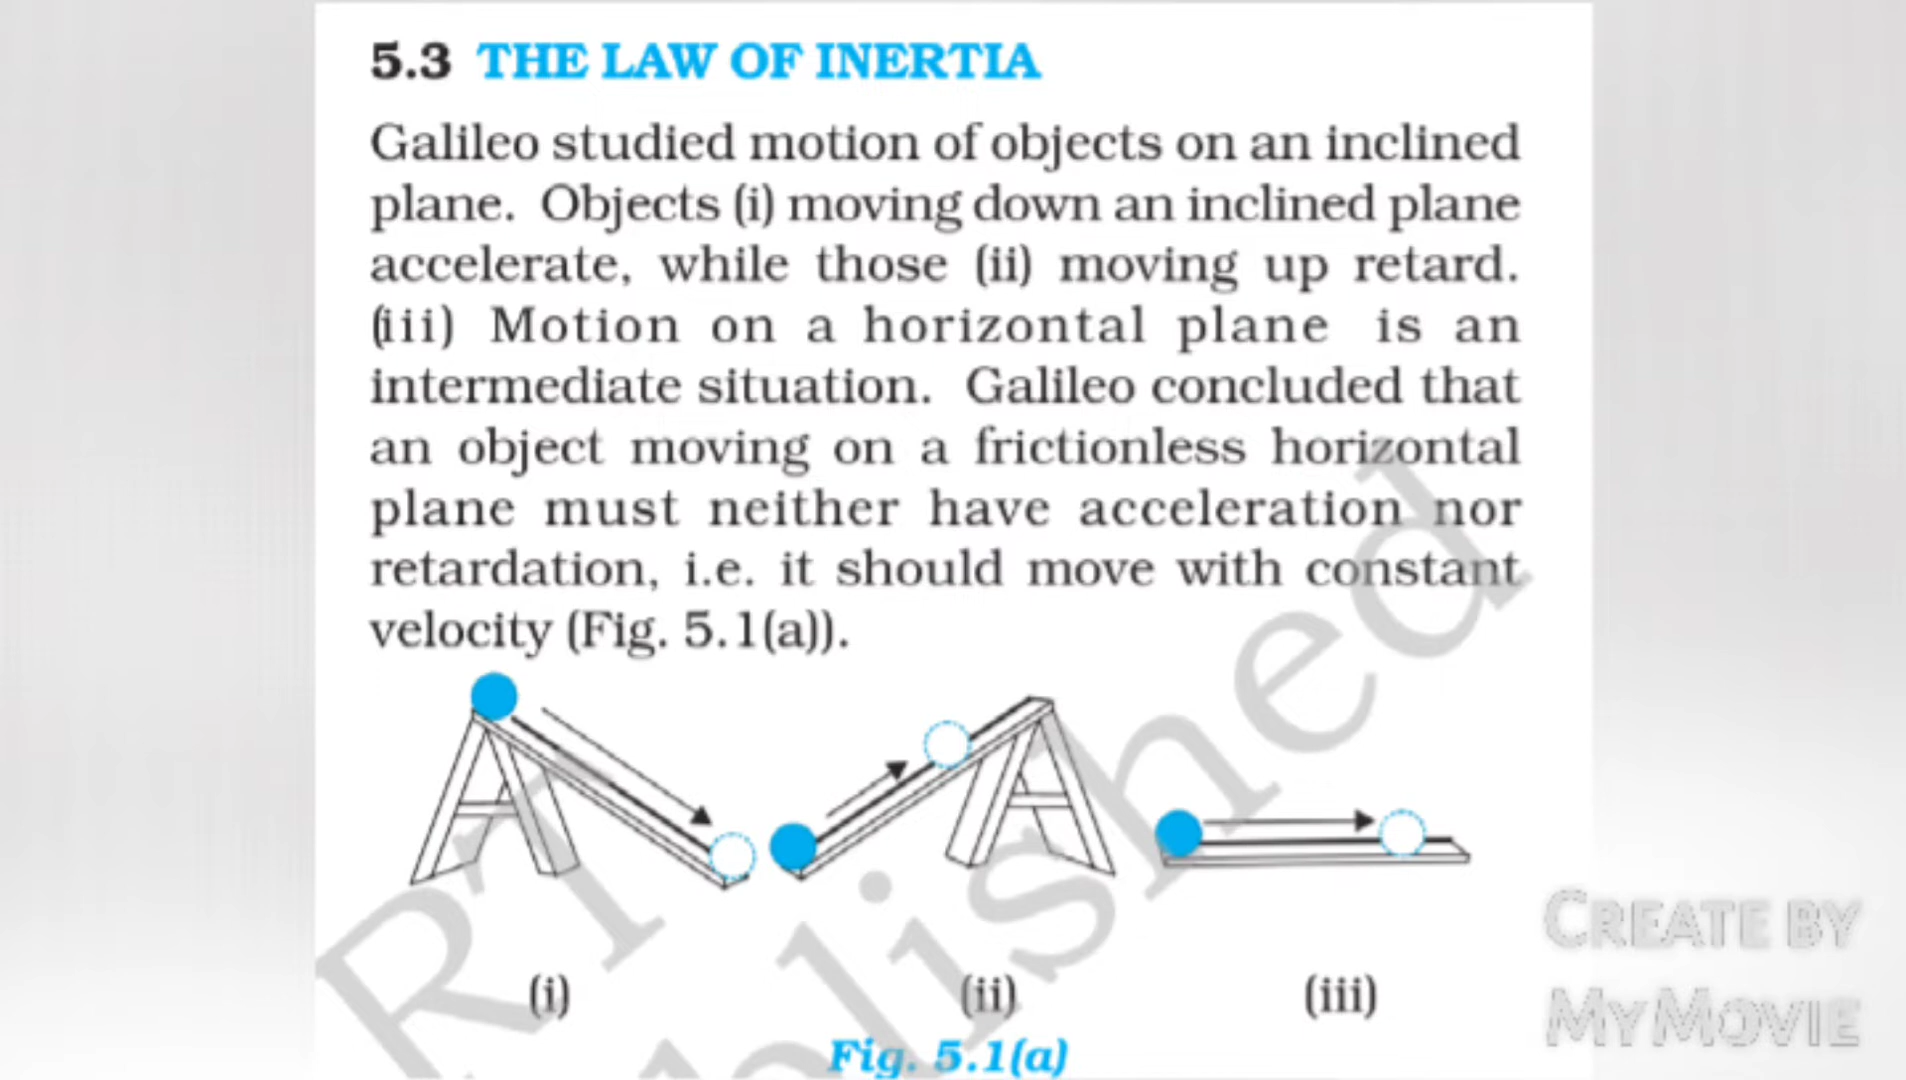 5.3 THE LAW OF INERTIA
Galileo studied motion of objects on an inclined
plane. Objects (i) moving down an inclined plane
accelerate, while those (ii) moving up retard.
(iii) Motion on a horizontal plane is an
intermediate situation. Galileo concluded that
an object moving on a frictionless horizontal
plane must neither have acceleration nor
retardation, i.e. it should move with constant
velocity (Fig. 5.1(a)).
(i) (ii) (iii)
Fig. 5.1(a)
CREATE BY
MYMOVIE